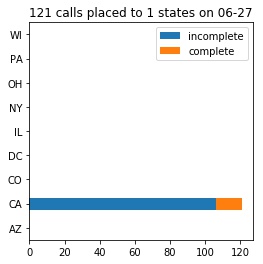 121 calls placed to 1 states on 06-27
incomplete
complete
WI
PA
OH
NY
IL
DC
CO
CA
AZ
0 20 40 60 80 100 120